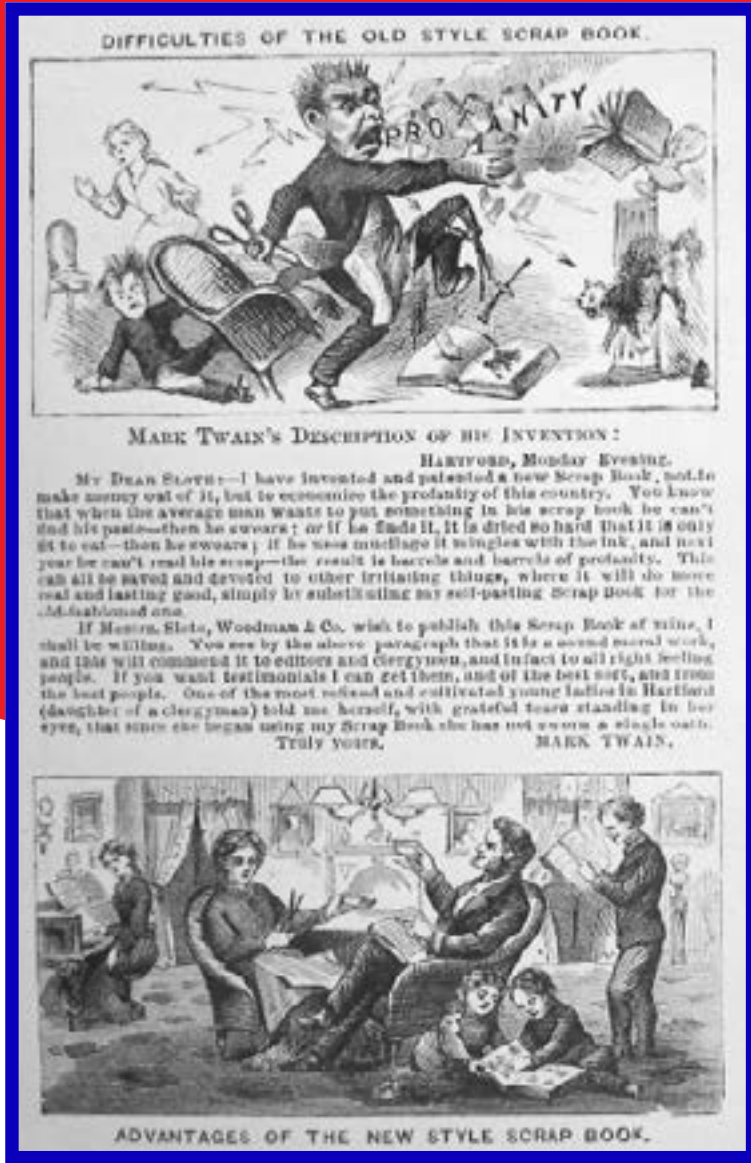 DIFFICULTIES OF THE OLD STYLE SCRAP BOOK.
PROFANITY
MARK TWAIN'S DESCRIPTION OF HIS INVENTION:
HARTFORD, Monday Evening.
MY DEAR SLOTE:—I have invented and patented a new Scrap Book, not to
make money out of it, but to economize the profanity of this country. You know
that when the average man wants to put something in his scrap book he can't
find his paste—then he swears; or if he finds it, it is dried so hard that it is only
fit to eat—then he swears; if he uses mucilage it mingles with the ink, and next
year he can't read his scrap—the result is barrels and barrels of profanity. This
can all be saved and devoted to other irritating things, where it will do more
real and lasting good, simply by substituting my self-pasting Scrap Book for the
old-fashioned one.
If Messrs. Slote, Woodman & Co. wish to publish this Scrap Book of mine, I
shall be willing. You see by the above paragraph that it is a sound moral work,
and this will commend it to editors and clergymen, and in fact to all right feeling
people. If you want testimonials I can get them, and of the best sort, and from
the best people. One of the most refined and cultivated young ladies in Hartford
(daughter of a clergyman) told me herself, with grateful tears standing in her
eyes, that since she began using my Scrap Book she has not sworn a single oath.
Truly yours, MARK TWAIN.
ADVANTAGES OF THE NEW STYLE SCRAP BOOK.